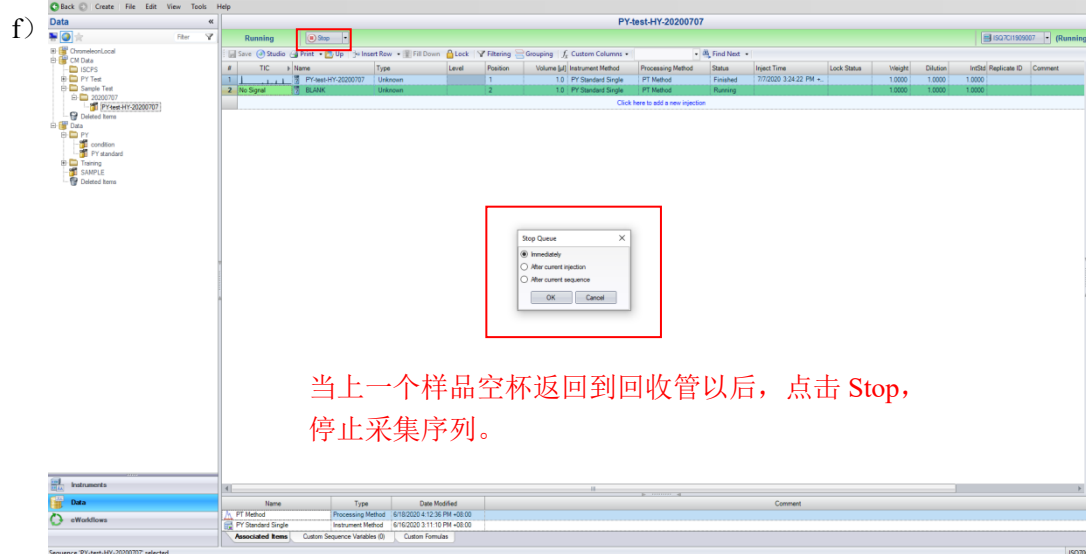 f）
Back Create File Edit View Tools Help
Data «
Filter
ChromeleonLocal
CM Data
ISCFS
PY Test
Sample Test
20200707
PY-test-HY-20200707
Deleted Items
Data
PY
condition
PY standard
Training
SAMPLE
Deleted Items
Instruments
Data
eWorkflows
PY-test-HY-20200707
Running Stop (Running
Save Studio Print Up Insert Row Fill Down Lock Filtering Grouping Custom Columns Find Next
# TIC Name Type Level Position Volume [µl] Instrument Method Processing Method Status Inject Time Lock Status Weight Dilution IntStd Replicate ID Comment
1 PY-test-HY-20200707 Unknown 1 1.0 PY Standard Single PT Method Finished 7/7/2020 3:24:22 PM +.. 1.0000 1.0000 1.0000
2 No Signal BLANK Unknown 2 1.0 PY Standard Single PT Method Running 1.0000 1.0000 1.0000
Click here to add a new injection
Stop Queue X
Immediately
After current injection
After current sequence
OK Cancel
当上一个样品空杯返回到回收管以后，点击 Stop，
停止采集序列。
Name Type Date Modified Comment
PT Method Processing Method 6/18/2020 4:12:36 PM +08:00
PY Standard Single Instrument Method 6/16/2020 3:11:10 PM +08:00
Associated Items Custom Sequence Variables (0) Custom Formulas
Sequence 'PY-test-HY-20200707' selected